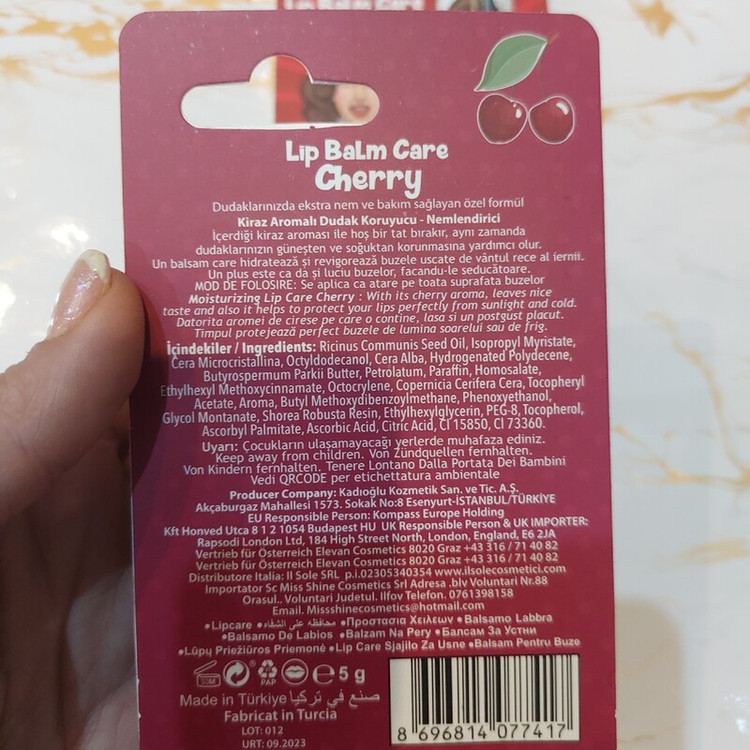 Lip Balm Care
Lip Balm Care
Cherry
Dudaklarınızda ekstra nem ve bakım sağlayan özel formül
Kiraz Aromalı Dudak Koruyucu - Nemlendirici
İçerdiği kiraz aroması ile hoş bir tat bırakır, aynı zamanda
dudaklarınızın güneşten ve soğuktan korunmasına yardımcı olur.
Un balsam care hidratează și revigorează buzele uscate de vântul rece al iernii.
Un plus este ca da și luciu buzelor, facandu-le seducătoare.
MOD DE FOLOSIRE: Se aplica ca atare pe toata suprafata buzelor
Moisturizing Lip Care Cherry : With its cherry aroma, leaves nice
taste and also it helps to protect your lips perfectly from sunlight and cold.
Datorita aromei de cirese pe care o contine, lasa si un postgust placut.
Timpul protejează perfect buzele de lumina soarelui sau de frig.
İçindekiler / Ingredients: Ricinus Communis Seed Oil, Isopropyl Myristate,
Cera Microcristallina, Octyldodecanol, Cera Alba, Hydrogenated Polydecene,
Butyrospermum Parkii Butter, Petrolatum, Paraffin, Homosalate,
Ethylhexyl Methoxycinnamate, Octocrylene, Copernicia Cerifera Cera, Tocopheryl
Acetate, Aroma, Butyl Methoxydibenzoylmethane, Phenoxyethanol,
Glycol Montanate, Shorea Robusta Resin, Ethylhexylglycerin, PEG-8, Tocopherol,
Ascorbyl Palmitate, Ascorbic Acid, Citric Acid, CI 15850, CI 73360.
Uyarı: Çocukların ulaşamayacağı yerlerde muhafaza ediniz.
Keep away from children. Von Zündquellen fernhalten.
Von Kindern fernhalten. Tenere Lontano Dalla Portata Dei Bambini
Vedi QRCODE per etichettatura ambientale
Producer Company: Kadıoğlu Kozmetik San. ve Tic. A.Ş.
Akçaburgaz Mahallesi 1573. Sokak No:8 Esenyurt-İSTANBUL/TÜRKİYE
EU Responsible Person: Kompass Europe Holding
Kft Honved Utca 8 1 2 1054 Budapest HU UK Responsible Person & UK IMPORTER:
Rapsodi London Ltd, 184 High Street North, London, England, E6 2JA
Vertrieb für Österreich Elevan Cosmetics 8020 Graz +43 316 / 71 40 82
Vertrieb für Österreich Elevan Cosmetics 8020 Graz +43 316 / 71 40 82
Distributore Italia: Il Sole SRL p.i.02305340354 www.ilsolecosmetici.com
Importator Sc Miss Shine Cosmetics Srl Adresa .blv Voluntari Nr.88
Orasul.. Voluntari Judetul. Ilfov Telefon. 0761398158
Email. Missshinecosmetics@hotmail.com
•Lipcare •محافظه على الشفاه •Προστασια Χειλεων •Balsamo Labbra
•Balsamo De Labios •Balzam Na Pery •Балсам За Устни
•Lūpų Priežiūros Priemonė •Lip Care Sjajilo Za Usne •Balsam Pentru Buze
PAP
℮ 5 g
Made in Türkiye صنع في تركيا
Fabricat in Turcia
LOT: 012
URT: 09.2023
8 696814 077417